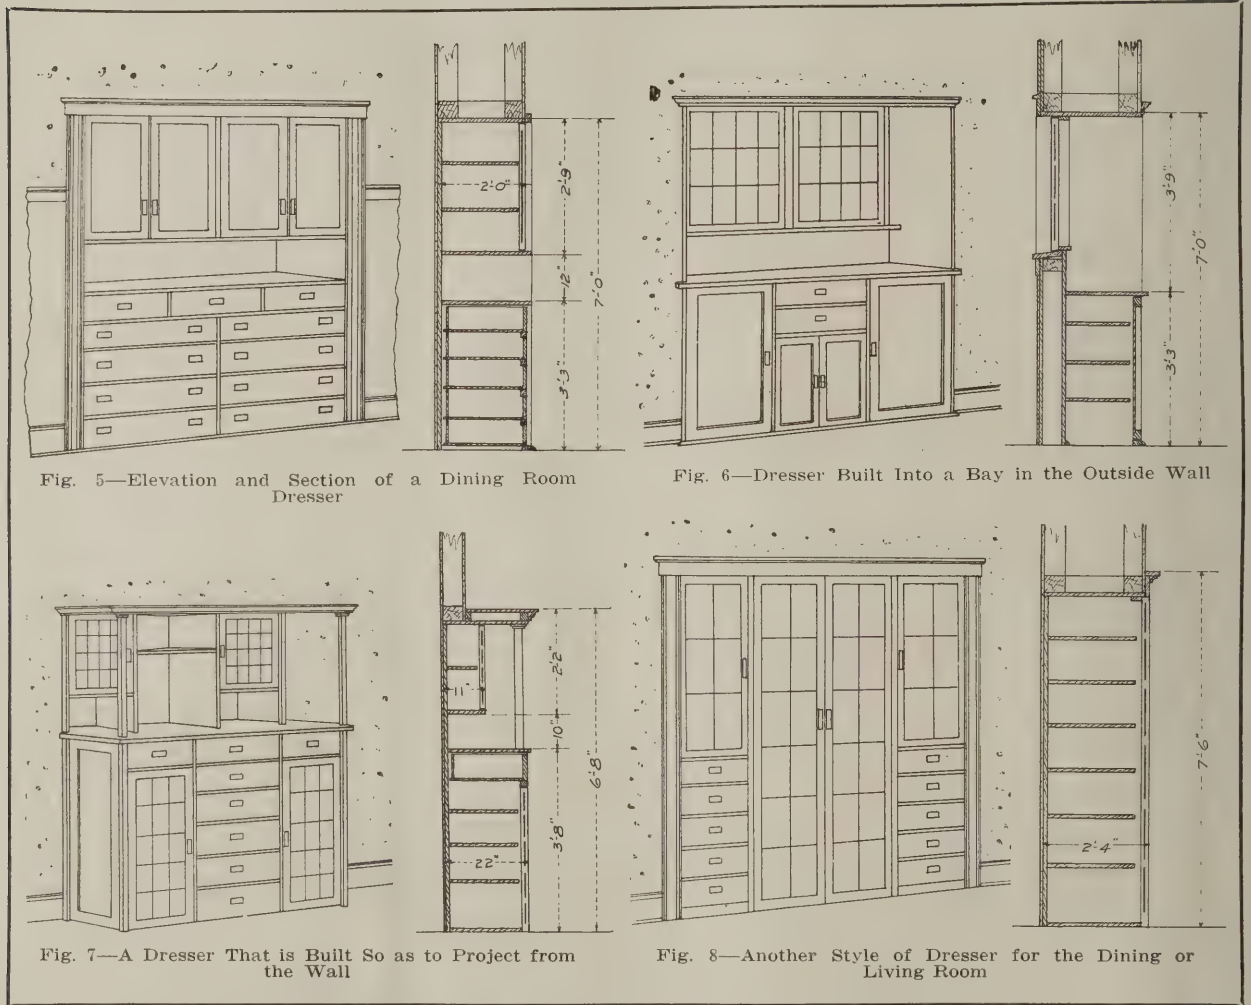 2'-0"
2'-9"
12"
3'-3"
7'-0"
3'-9"
3'-3"
7'-0"
Fig. 5—Elevation and Section of a Dining Room
Dresser
Fig. 6—Dresser Built Into a Bay in the Outside Wall
11"
2'-2"
10"
3'-8"
22"
6'-8"
2'-4"
7'-6"
Fig. 7—A Dresser That is Built So as to Project from
the Wall
Fig. 8—Another Style of Dresser for the Dining or
Living Room